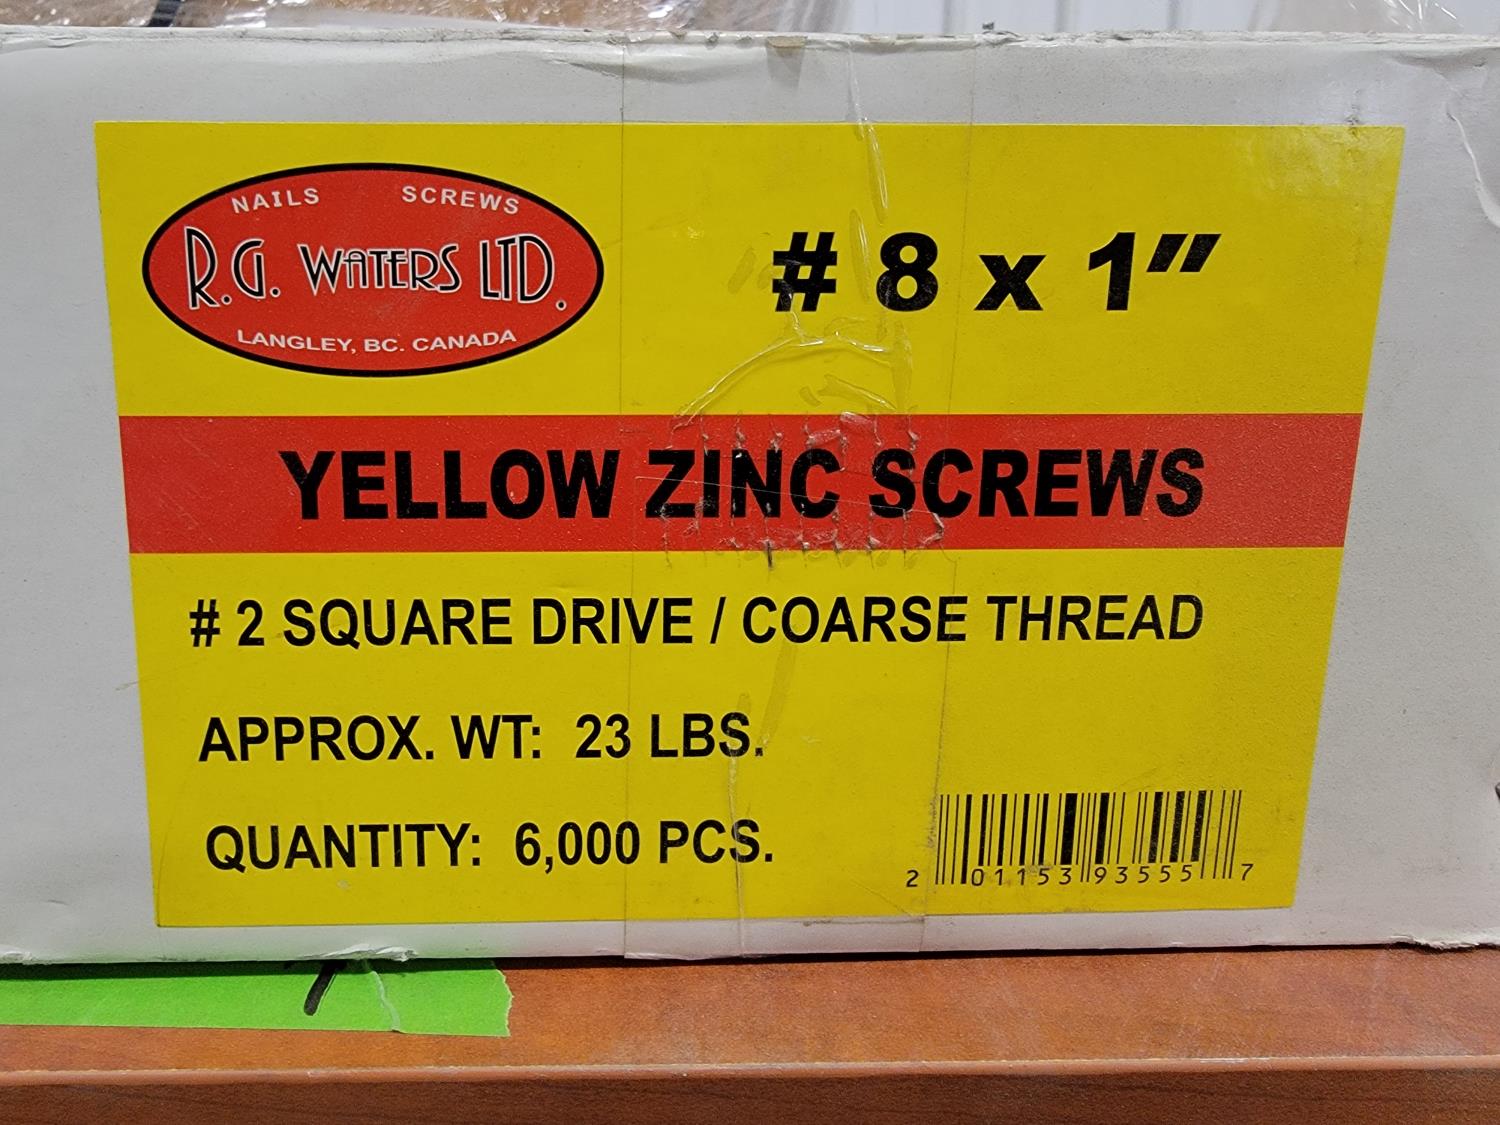 NAILS SCREWS
R.G. WATERS LTD.
LANGLEY, BC. CANADA
# 8 x 1"
YELLOW ZINC SCREWS
# 2 SQUARE DRIVE / COARSE THREAD
APPROX. WT: 23 LBS.
QUANTITY: 6,000 PCS.
2 01153 93555 7